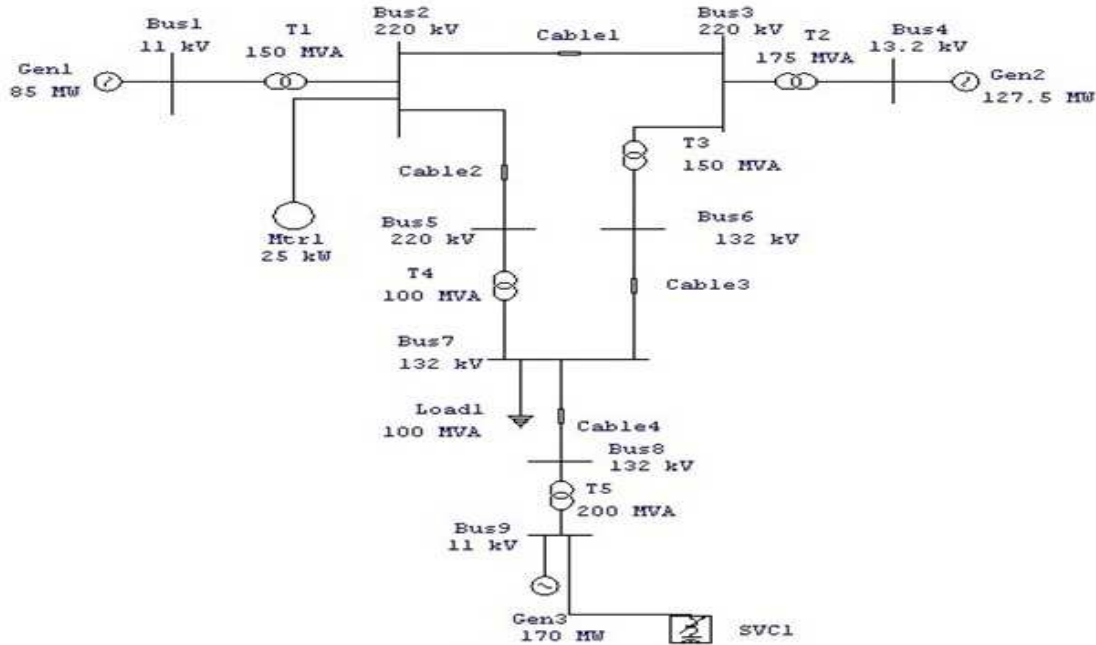 Bus1
11 kV
T1
150 MVA
Bus2
220 kV
Cable1
Bus3
220 kV
T2
175 MVA
Bus4
13.2 kV
Gen1
85 MW
Gen2
127.5 MW
T3
150 MVA
Cable2
Bus5
220 kV
Bus6
132 kV
Mtr1
25 kW
T4
100 MVA
Cable3
Bus7
132 kV
Load1
100 MVA
Cable4
Bus8
132 kV
T5
200 MVA
Bus9
11 kV
Gen3
170 MW
SVC1